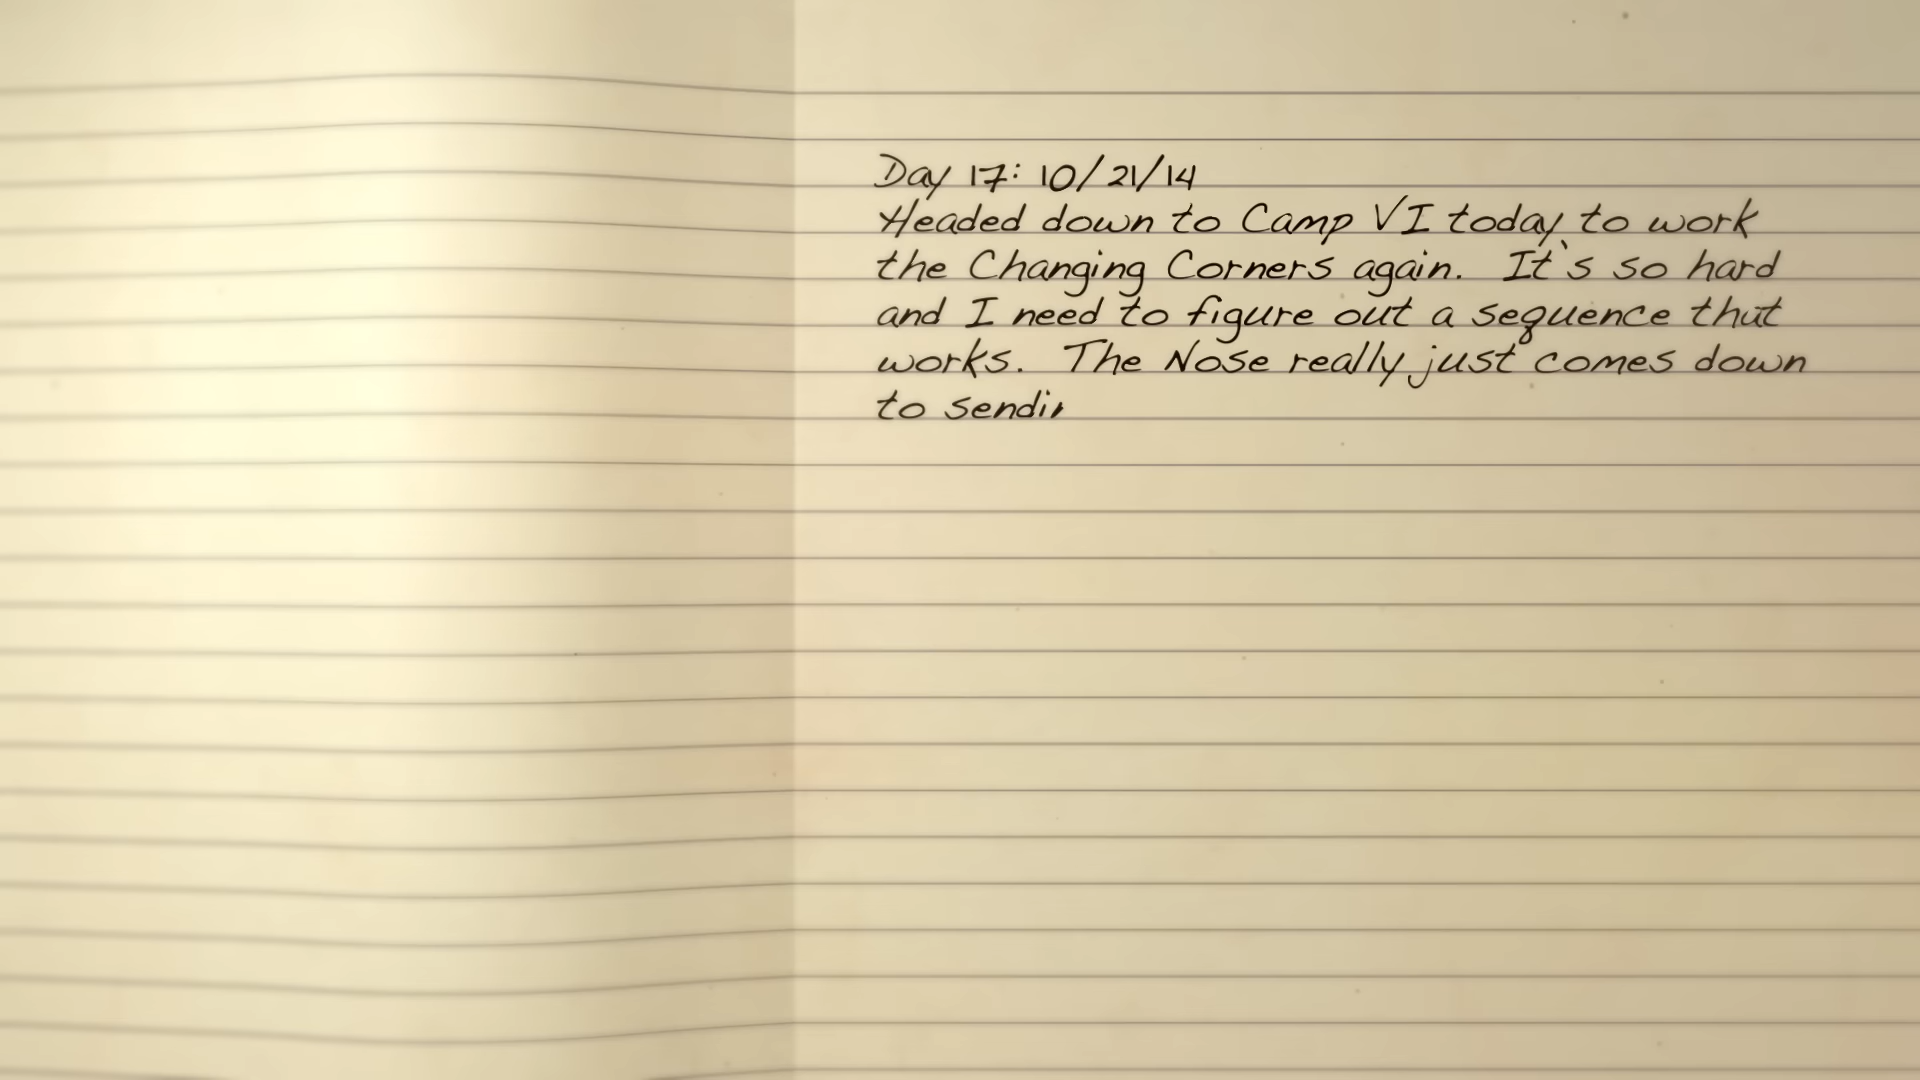 Day 17: 10/21/14
Headed down to Camp VI today to work
the Changing Corners again.  It's so hard
and I need to figure out a sequence that
works.  The Nose really just comes down
to sendin